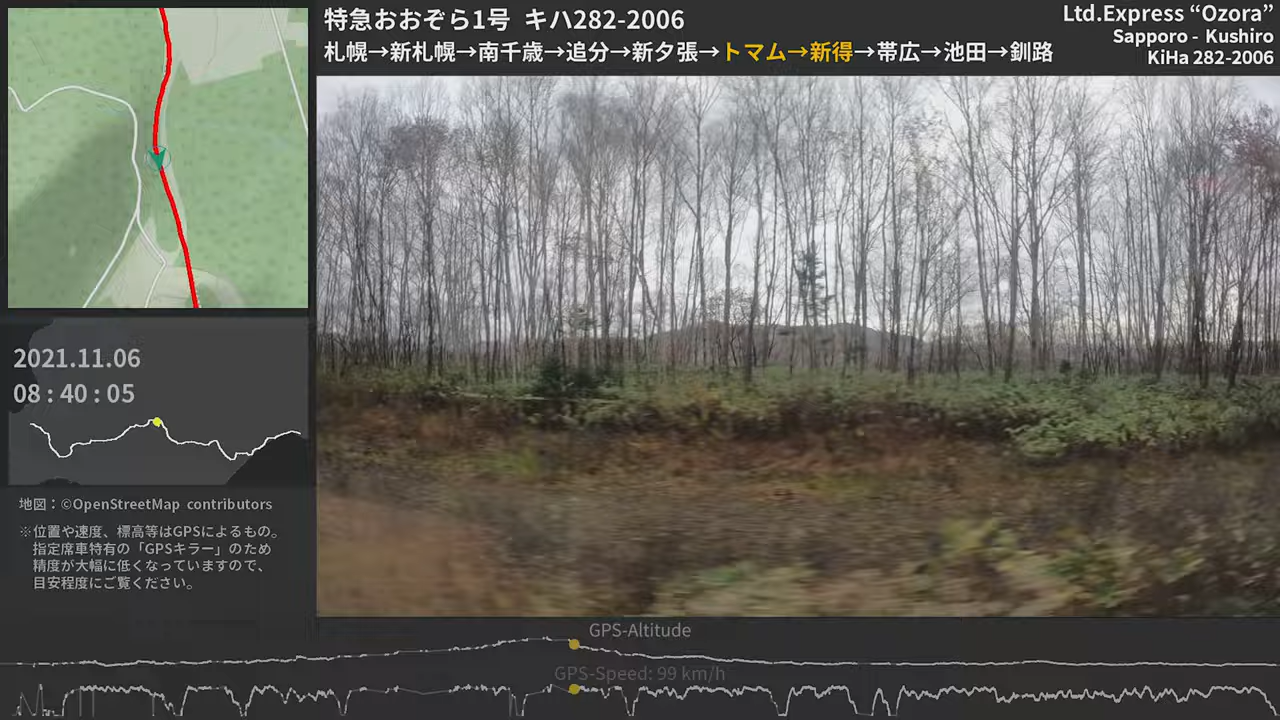 特急おおぞら1号 キハ282-2006
札幌→新札幌→南千歳→追分→新夕張→トマム→新得→帯広→池田→釧路
Ltd.Express “Ozora”
Sapporo - Kushiro
KiHa 282-2006
2021.11.06
08:40:05
地図：©OpenStreetMap contributors
※位置や速度、標高等はGPSによるもの。
指定席車特有の「GPSキラー」のため
精度が大幅に低くなっていますので、
目安程度にご覧ください。
GPS-Altitude
GPS-Speed: 99 km/h